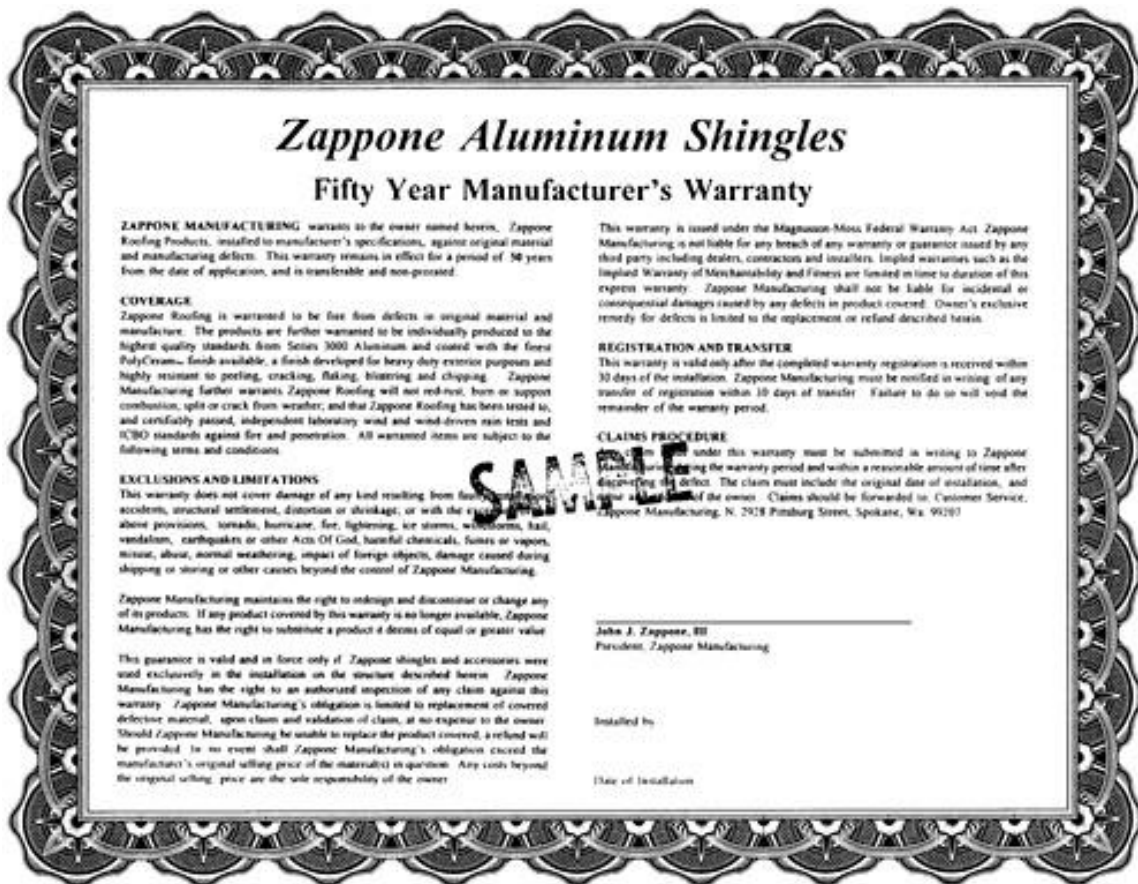 Zappone Aluminum Shingles
Fifty Year Manufacturer's Warranty
ZAPPONE MANUFACTURING warrants to the owner named herein, Zappone
Roofing Products, installed to manufacturer's specifications, against original material
and manufacturing defects. This warranty remains in effect for a period of 50 years
from the date of application, and is transferable and non-prorated.
COVERAGE
Zappone Roofing is warranted to be free from defects in original material and
manufacture. The products are further warranted to be individually produced to the
highest quality standards from Series 3000 Aluminum and coated with the finest
PolyCeram™ finish available, a finish developed for heavy duty exterior purposes and
highly resistant to peeling, cracking, flaking, blistering and chipping. Zappone
Manufacturing further warrants Zappone Roofing will not red-rust, burn or support
combustion, split or crack from weather; and that Zappone Roofing has been tested to,
and certifiably passed, independent laboratory wind and wind-driven rain tests and
ICBO standards against fire and penetration. All warranted items are subject to the
following terms and conditions
EXCLUSIONS AND LIMITATIONS
This warranty does not cover damage of any kind resulting from
accidents, structural settlement, distortion or shrinkage; or with the
above provisions, tornado, hurricane, fire, lightening, ice storms, hail,
vandalism, earthquakes or other Acts Of God, harmful chemicals, fumes or vapors,
misuse, abuse, normal weathering, impact of foreign objects, damage caused during
shipping or storing or other causes beyond the control of Zappone Manufacturing.
Zappone Manufacturing maintains the right to redesign and discontinue or change any
of its products. If any product covered by this warranty is no longer available, Zappone
Manufacturing has the right to substitute a product it deems of equal or greater value
This guarantee is valid and in force only if Zappone shingles and accessories were
used exclusively in the installation on the structure described herein. Zappone
Manufacturing has the right to an authorized inspection of any claim against this
warranty. Zappone Manufacturing's obligation is limited to replacement of covered
defective material, upon claim and validation of claim, at no expense to the owner.
Should Zappone Manufacturing be unable to replace the product covered, a refund will
be provided. In no event shall Zappone Manufacturing's obligation exceed the
manufacturer's original selling price of the material(s) in question. Any costs beyond
the original selling price are the sole responsibility of the owner
This warranty is issued under the Magnuson-Moss Federal Warranty Act. Zappone
Manufacturing is not liable for any breach of any warranty or guarantee issued by any
third party including dealers, contractors and installers. Implied warranties such as the
Implied Warranty of Merchantability and Fitness are limited in time to duration of this
express warranty. Zappone Manufacturing shall not be liable for incidental or
consequential damages caused by any defects in product covered. Owner's exclusive
remedy for defects is limited to the replacement or refund described herein.
REGISTRATION AND TRANSFER
This warranty is valid only after the completed warranty registration is received within
30 days of the installation. Zappone Manufacturing must be notified in writing of any
transfer of registration within 30 days of transfer. Failure to do so will void the
remainder of the warranty period.
CLAIMS PROCEDURE
under this warranty must be submitted in writing to Zappone
the warranty period and within a reasonable amount of time after
defect. The claim must include the original date of installation, and
of the owner. Claims should be forwarded to: Customer Service,
Zappone Manufacturing, N. 2928 Pittsburg Street, Spokane, Wa. 99207
SAMPLE
John J. Zappone, III
President, Zappone Manufacturing
Installed by
Date of Installation